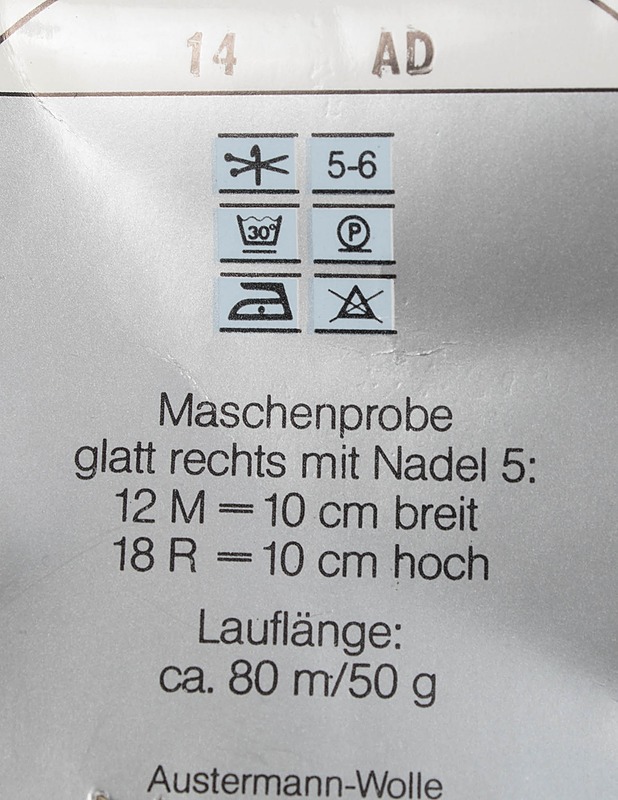 14 AD
5-6
30°
P
Maschenprobe
glatt rechts mit Nadel 5:
12 M = 10 cm breit
18 R = 10 cm hoch
Lauflänge:
ca. 80 m/50 g
Austermann-Wolle